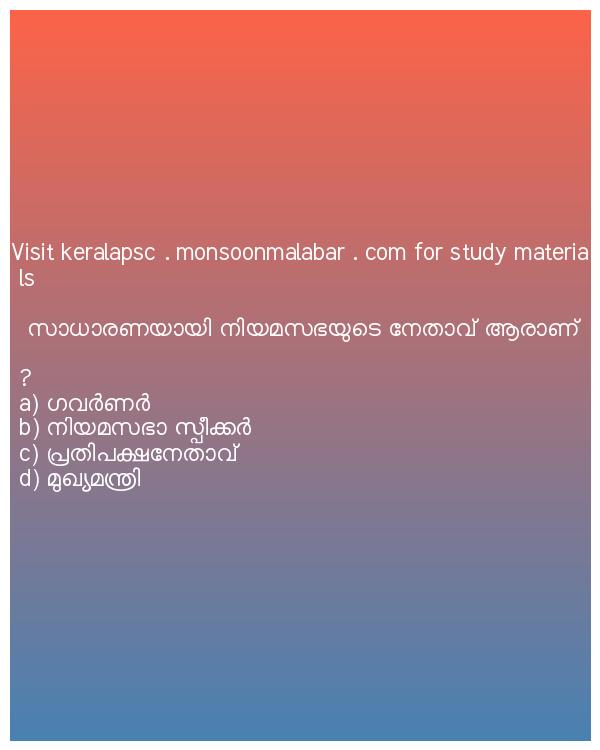 Visit keralapsc . monsoonmalabar . com for study materia
ls
സാധാരണയായി നിയമസഭയുടെ നേതാവ് ആരാണ്
?
a) ഗവർണർ
b) നിയമസഭാ സ്പീക്കർ
c) പ്രതിപക്ഷനേതാവ്
d) മുഖ്യമന്ത്രി